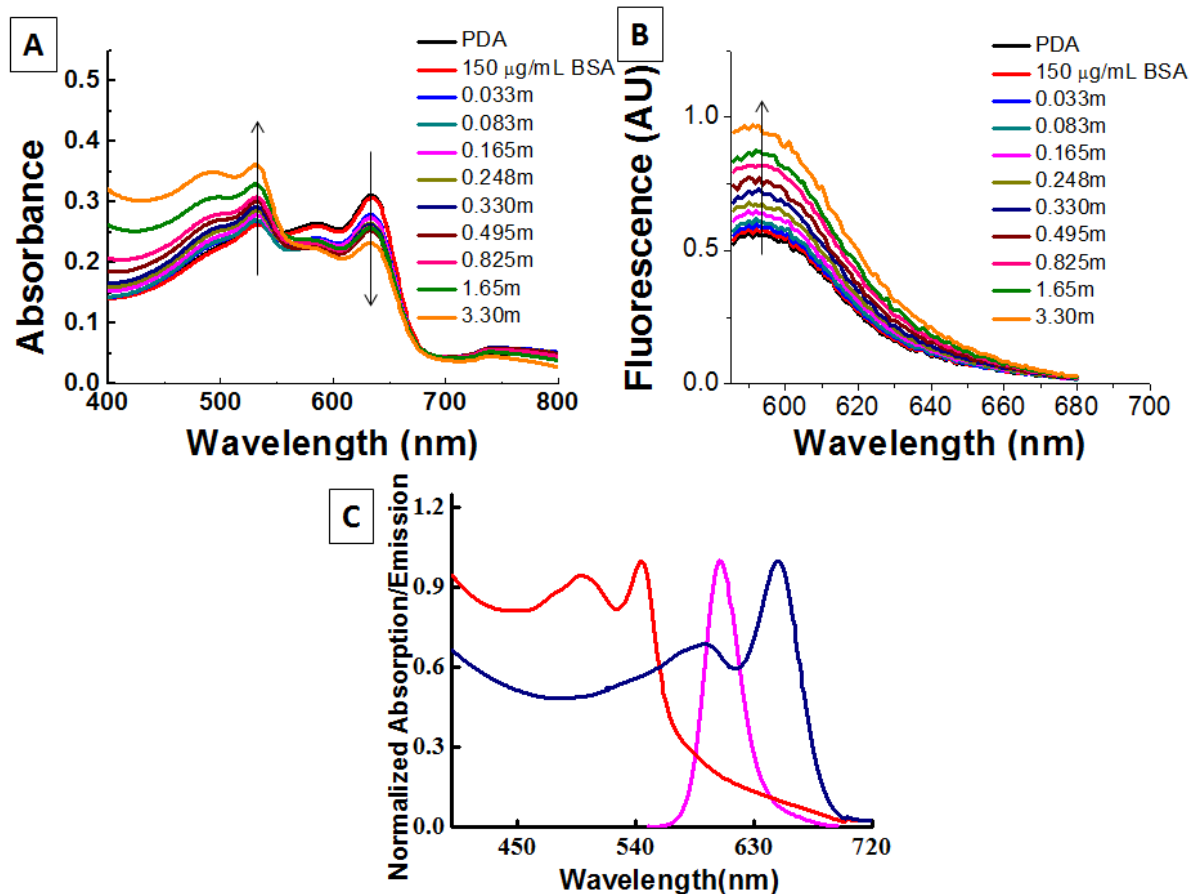 A
Absorbance
0.5
0.4
0.3
0.2
0.1
0.0
400 500 600 700 800
Wavelength (nm)
PDA
150 μg/mL BSA
0.033m
0.083m
0.165m
0.248m
0.330m
0.495m
0.825m
1.65m
3.30m
B
Fluorescence (AU)
1.0
0.5
0.0
600 620 640 660 680 700
Wavelength (nm)
PDA
150 μg/mL BSA
0.033m
0.083m
0.165m
0.248m
0.330m
0.495m
0.825m
1.65m
3.30m
C
Normalized Absorption/Emission
1.2
0.9
0.6
0.3
0.0
450 540 630 720
Wavelength(nm)